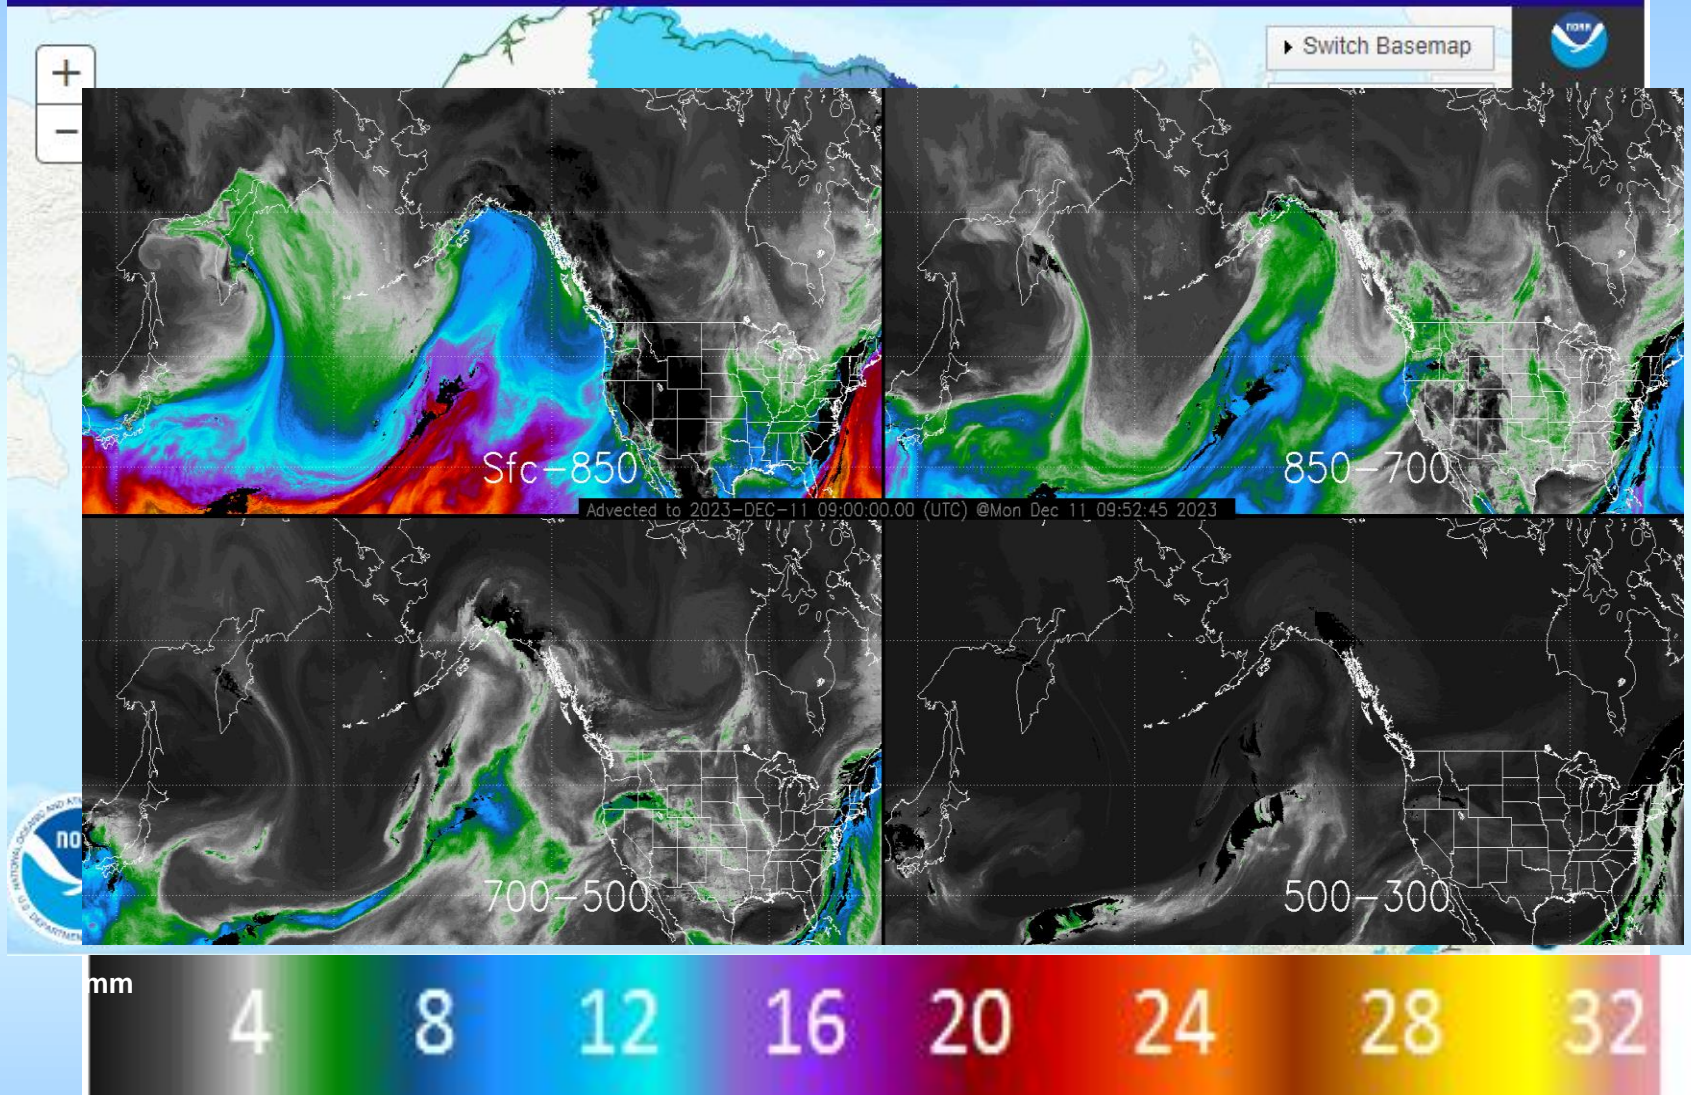 +
Switch Basemap
NOAA
−
Sfc-850
850-700
Advected to 2023-DEC-11 09:00:00.00 (UTC) @Mon Dec 11 09:52:45 2023
700-500
500-300
mm
4 8 12 16 20 24 28 32